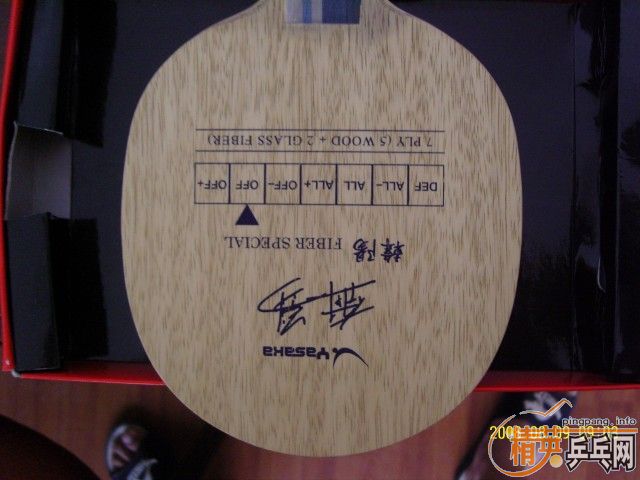 Yasaka
韓陽 FIBER SPECIAL
DEF ALL- ALL ALL+ OFF- OFF OFF+
7 PLY (5 WOOD + 2 GLASS FIBER)
pingpang.info
精英乒乓网